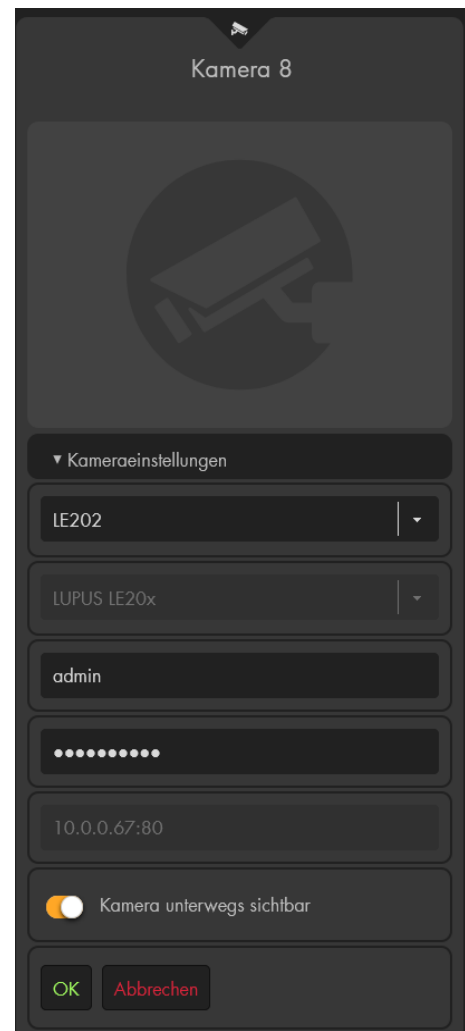 Kamera 8
▾ Kameraeinstellungen
LE202
LUPUS LE20x
admin
●●●●●●●●●●
10.0.0.67:80
Kamera unterwegs sichtbar
OK Abbrechen